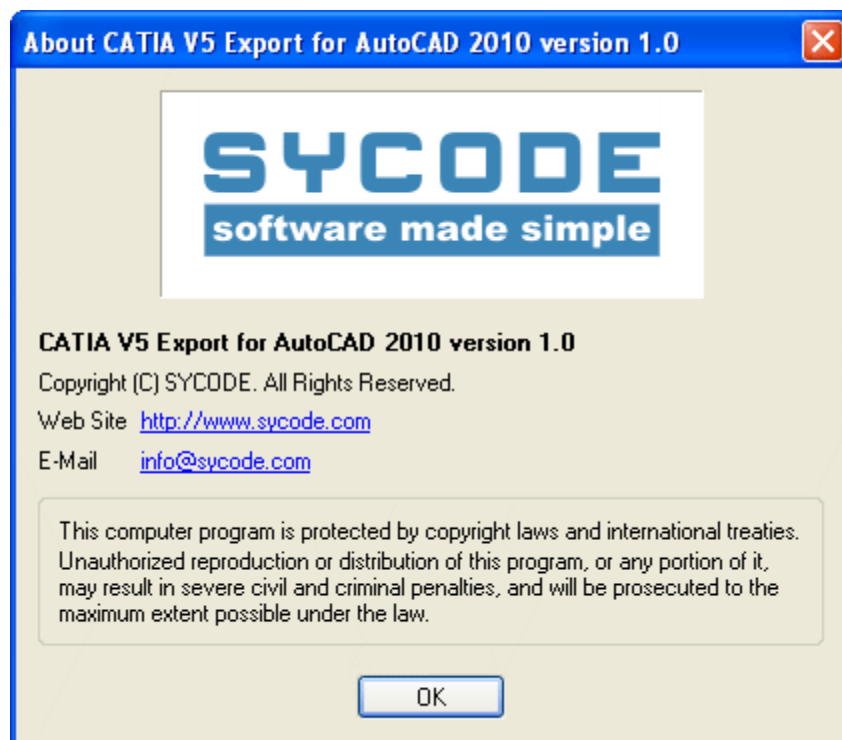 About CATIA V5 Export for AutoCAD 2010 version 1.0
SYCODE
software made simple
CATIA V5 Export for AutoCAD 2010 version 1.0
Copyright (C) SYCODE. All Rights Reserved.
Web Site http://www.sycode.com
E-Mail info@sycode.com
This computer program is protected by copyright laws and international treaties.
Unauthorized reproduction or distribution of this program, or any portion of it,
may result in severe civil and criminal penalties, and will be prosecuted to the
maximum extent possible under the law.
OK